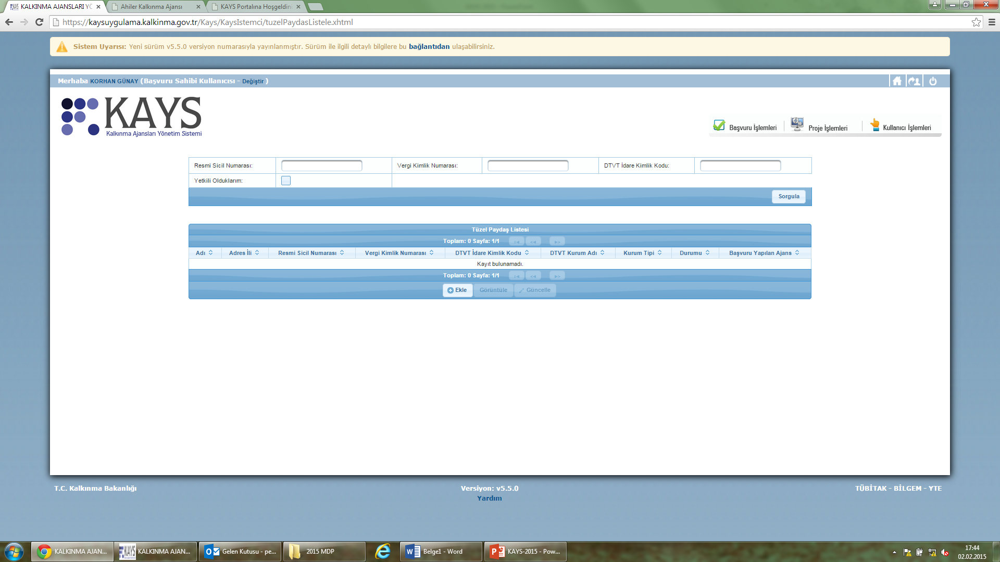 KALKINMA AJANSLARI YÖ
Ahiler Kalkınma Ajansı
KAYS Portalına Hoşgeldini
https://kaysuygulama.kalkinma.gov.tr/Kays/KaysIstemci/tuzelPaydasListele.xhtml
Sistem Uyarısı: Yeni sürüm v5.5.0 versiyon numarasıyla yayınlanmıştır. Sürüm ile ilgili detaylı bilgilere bu bağlantıdan ulaşabilirsiniz.
Merhaba KORHAN GÜNAY (Başvuru Sahibi Kullanıcısı - Değiştir )
KAYS
Kalkınma Ajansları Yönetim Sistemi
Başvuru İşlemleri
Proje İşlemleri
Kullanıcı İşlemleri
Resmi Sicil Numarası:
Vergi Kimlik Numarası:
DTVT İdare Kimlik Kodu:
Yetkili Olduklarım:
Sorgula
Tüzel Paydaş Listesi
Toplam: 0 Sayfa: 1/1
Adı
Adres İli
Resmi Sicil Numarası
Vergi Kimlik Numarası
DTVT İdare Kimlik Kodu
DTVT Kurum Adı
Kurum Tipi
Durumu
Başvuru Yapılan Ajans
Kayıt bulunamadı.
Toplam: 0 Sayfa: 1/1
Ekle
Görüntüle
Güncelle
T.C. Kalkınma Bakanlığı
Versiyon: v5.5.0
TÜBİTAK - BİLGEM - YTE
Yardım
KALKINMA AJAN...
KALKINMA AJAN...
Gelen Kutusu - pe...
2015 MDP
Belge1 - Word
KAYS-2015 - Pow...
17:44
02.02.2015